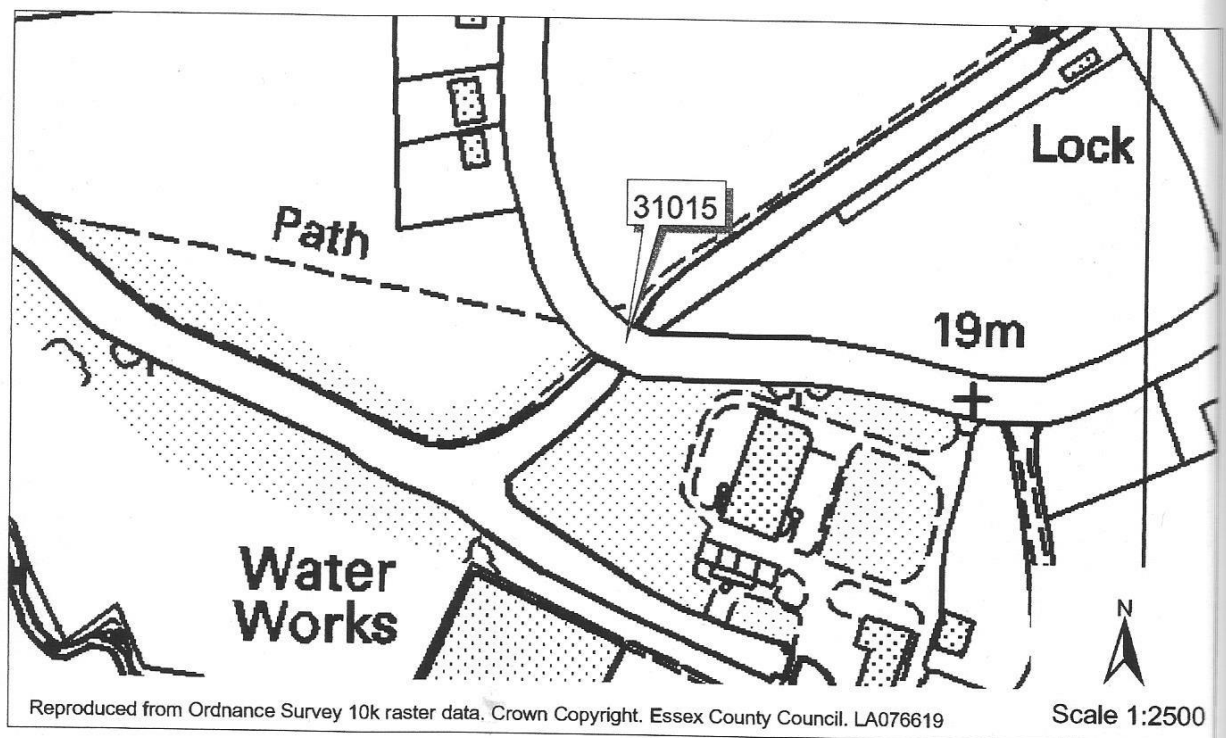 Lock
31015
Path
19m
Water
Works
N
Reproduced from Ordnance Survey 10k raster data. Crown Copyright. Essex County Council. LA076619
Scale 1:2500